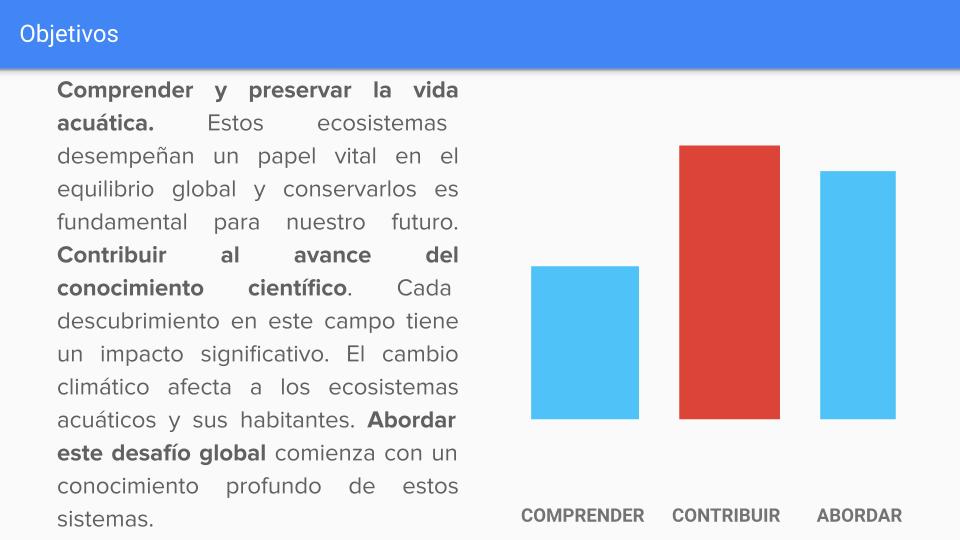 Objetivos
Comprender y preservar la vida
acuática. Estos ecosistemas
desempeñan un papel vital en el
equilibrio global y conservarlos es
fundamental para nuestro futuro.
Contribuir al avance del
conocimiento científico. Cada
descubrimiento en este campo tiene
un impacto significativo. El cambio
climático afecta a los ecosistemas
acuáticos y sus habitantes. Abordar
este desafío global comienza con un
conocimiento profundo de estos
sistemas.
COMPRENDER CONTRIBUIR ABORDAR